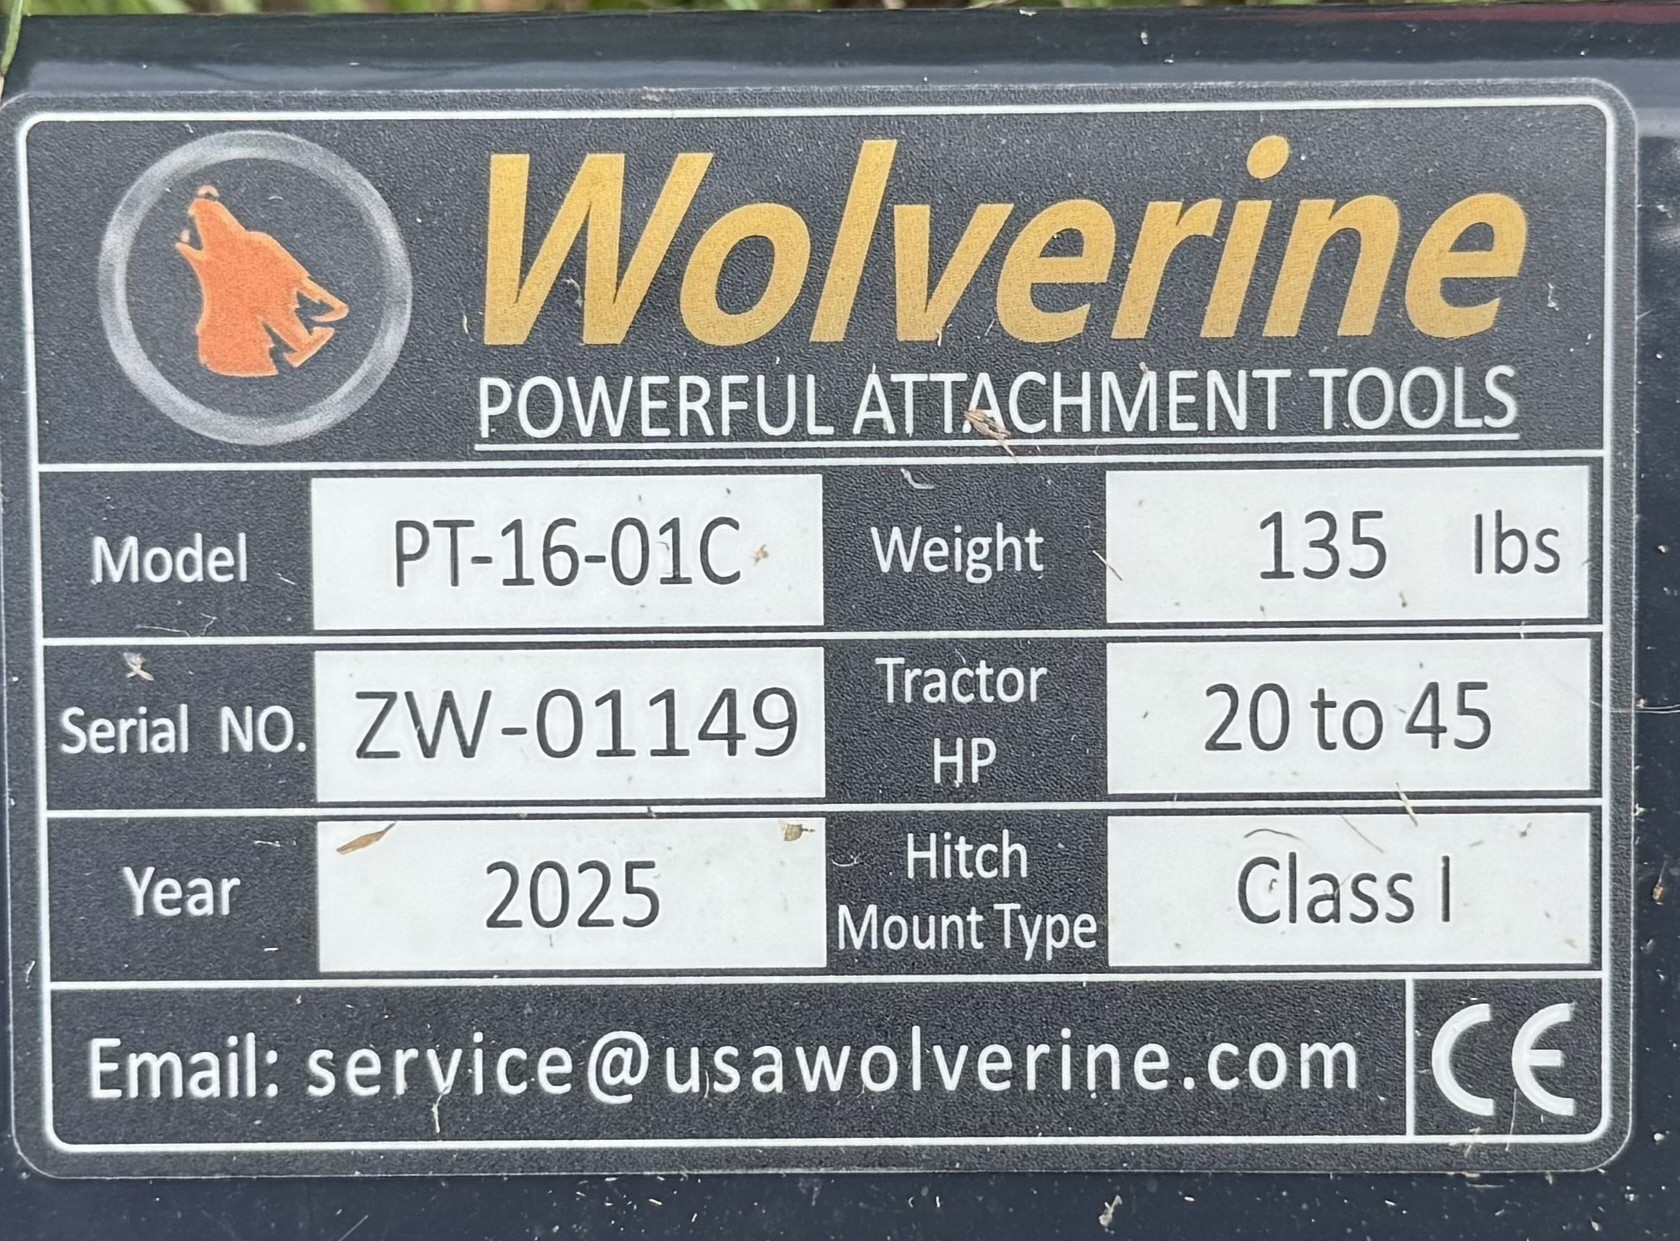 Wolverine
POWERFUL ATTACHMENT TOOLS
Model PT-16-01C Weight 135 lbs
Serial NO. ZW-01149 Tractor HP 20 to 45
Year 2025 Hitch Mount Type Class I
Email: service@usawolverine.com CE